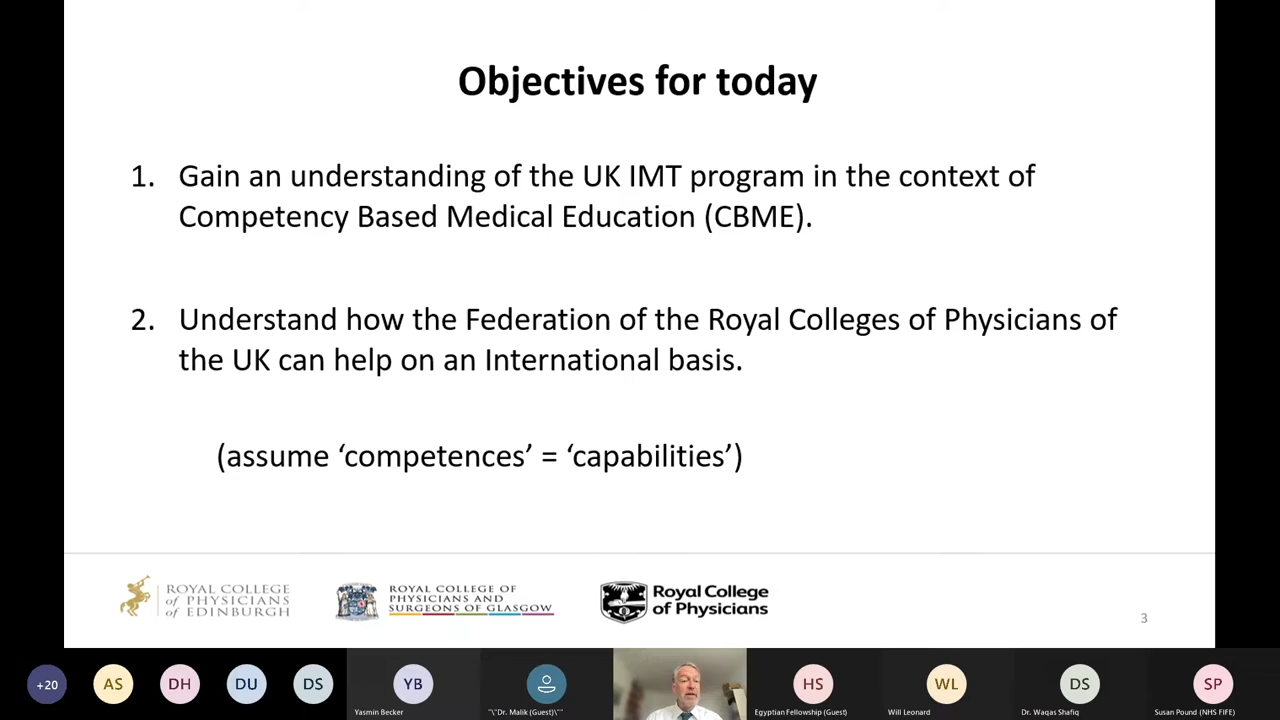 Objectives for today
1. Gain an understanding of the UK IMT program in the context of
Competency Based Medical Education (CBME).
2. Understand how the Federation of the Royal Colleges of Physicians of
the UK can help on an International basis.
(assume ‘competences’ = ‘capabilities’)
ROYAL COLLEGE
of PHYSICIANS
of EDINBURGH
ROYAL COLLEGE OF
PHYSICIANS AND
SURGEONS OF GLASGOW
Royal College
of Physicians
3
+20
AS
DH
DU
DS
YB
HS
WL
DS
SP
Yasmin Becker
"\"Dr. Malik (Guest)\""
Egyptian Fellowship (Guest)
Will Leonard
Dr. Waqas Shafiq
Susan Pound (NHS FIFE)